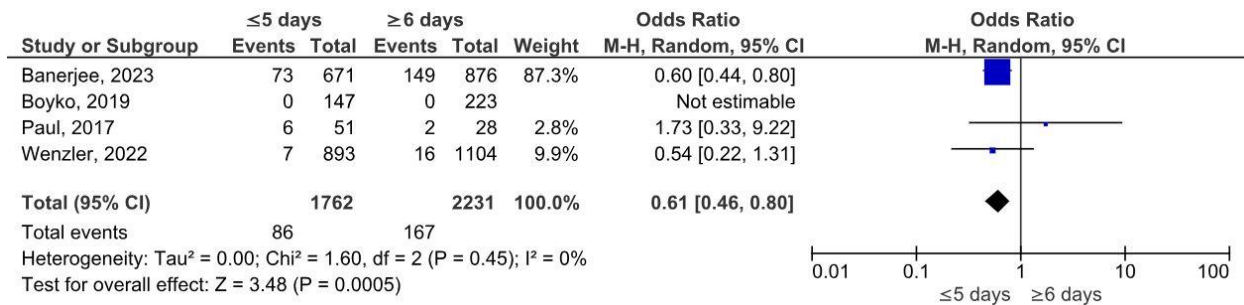 ≤5 days ≥6 days Odds Ratio Odds Ratio
Study or Subgroup Events Total Events Total Weight M-H, Random, 95% CI M-H, Random, 95% CI
Banerjee, 2023 73 671 149 876 87.3% 0.60 [0.44, 0.80]
Boyko, 2019 0 147 0 223 Not estimable
Paul, 2017 6 51 2 28 2.8% 1.73 [0.33, 9.22]
Wenzler, 2022 7 893 16 1104 9.9% 0.54 [0.22, 1.31]
Total (95% CI) 1762 2231 100.0% 0.61 [0.46, 0.80]
Total events 86 167
Heterogeneity: Tau² = 0.00; Chi² = 1.60, df = 2 (P = 0.45); I² = 0%
Test for overall effect: Z = 3.48 (P = 0.0005)
0.01 0.1 1 10 100
≤5 days ≥6 days